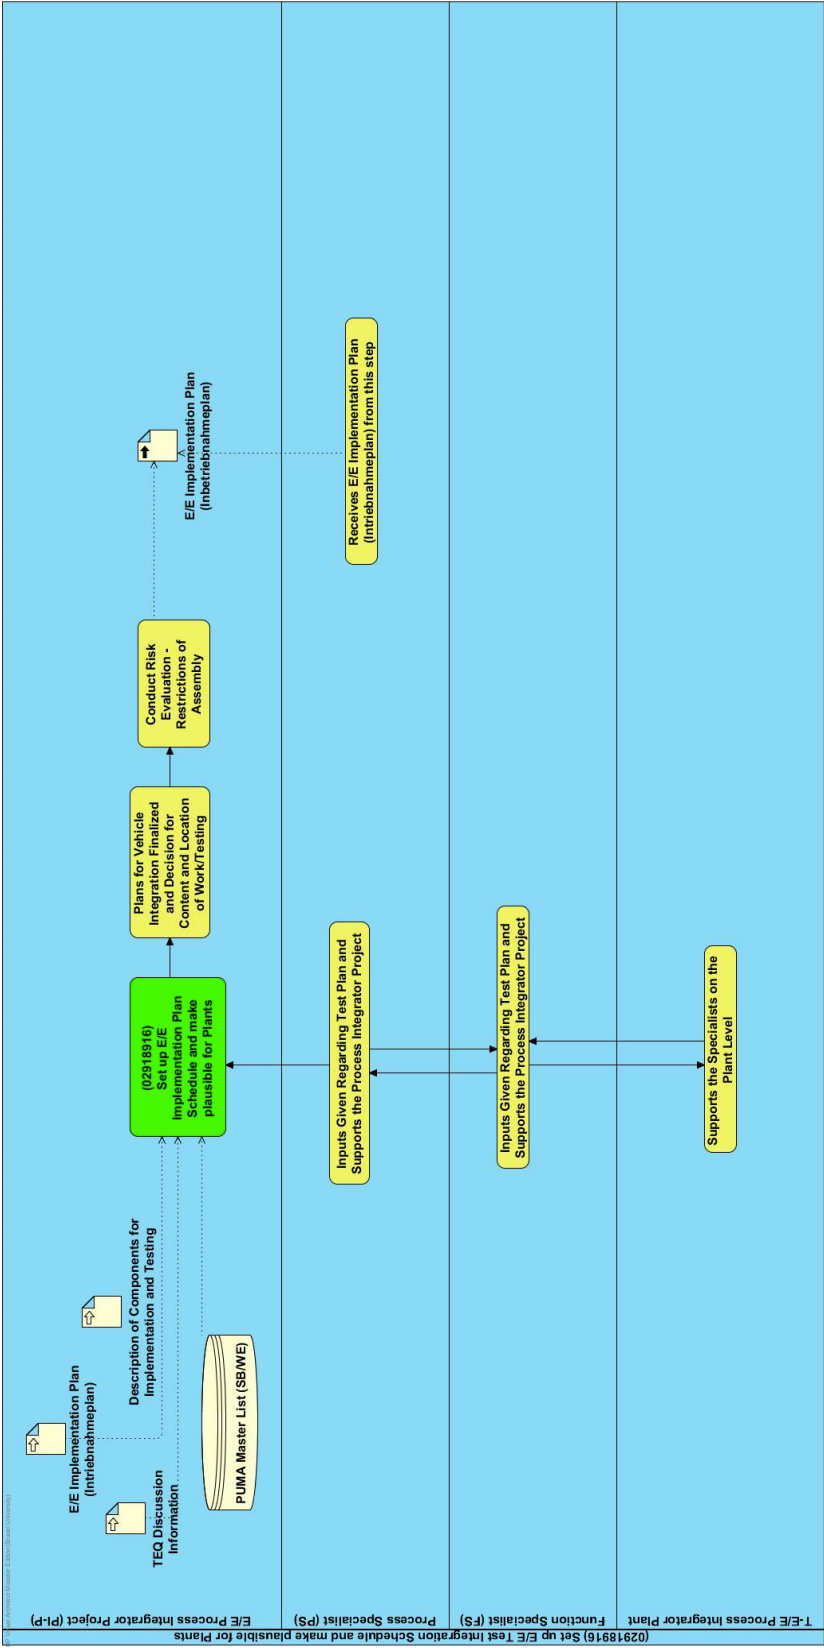 (02918916) Set up E/E Test Integration Schedule and make plausible for Plants
E/E Process Integrator Project (PI-P)
TEQ Discussion
Information
E/E Implementation Plan
(Intriebnahmeplan)
Description of Components for
Implementation and Testing
PUMA Master List (SB/WE)
(02918916)
Set up E/E
Implementation Plan
Schedule and make
plausible for Plants
Plans for Vehicle
Integration Finalized
and Decision for
Content and Location
of Work/Testing
Conduct Risk
Evaluation -
Restrictions of
Assembly
E/E Implementation Plan
(Inbetriebnahmeplan)
Process Specialist (PS)
Inputs Given Regarding Test Plan and
Supports the Process Integrator Project
Receives E/E Implementation Plan
(Intriebnahmeplan) from this step
Function Specialist (FS)
Inputs Given Regarding Test Plan and
Supports the Process Integrator Project
T-E/E Process Integrator Plant
Supports the Specialists on the
Plant Level